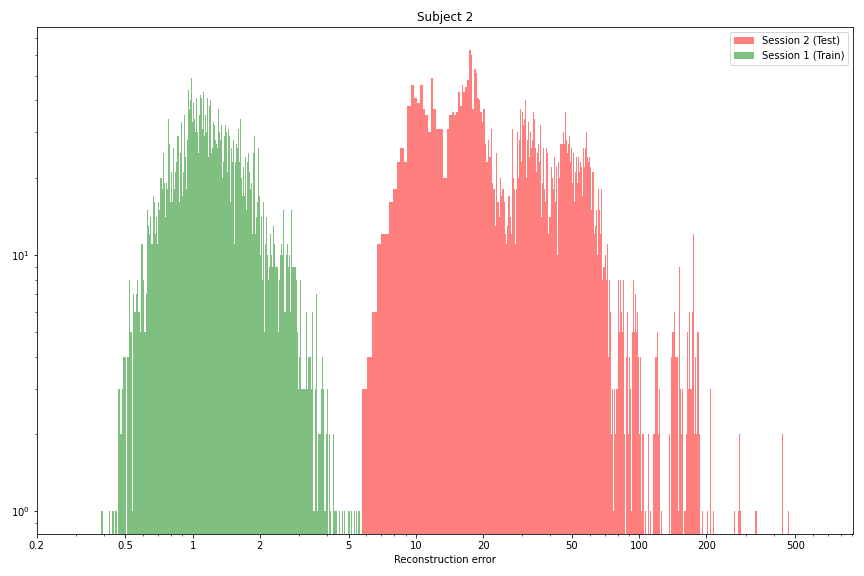 Subject 2
Session 2 (Test)
Session 1 (Train)
10¹
10⁰
0.2 0.5 1 2 5 10 20 50 100 200 500
Reconstruction error